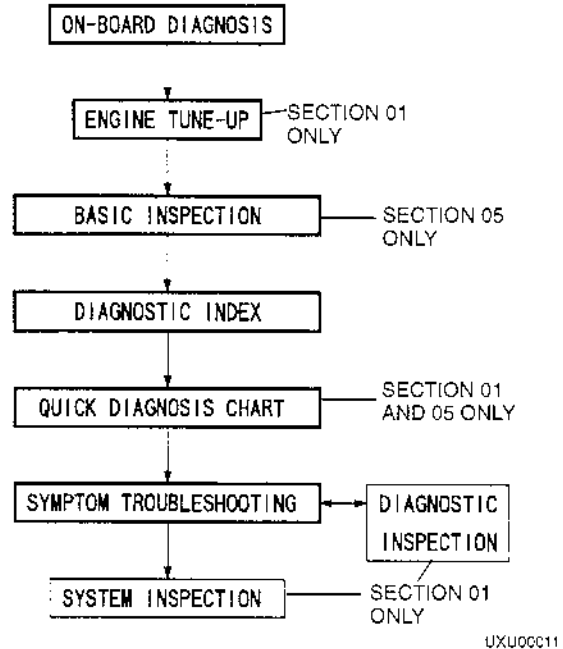 ON-BOARD DIAGNOSIS
ENGINE TUNE-UP
SECTION 01
ONLY
BASIC INSPECTION
SECTION 05
ONLY
DIAGNOSTIC INDEX
QUICK DIAGNOSIS CHART
SECTION 01
AND 05 ONLY
SYMPTOM TROUBLESHOOTING
DIAGNOSTIC
INSPECTION
SYSTEM INSPECTION
SECTION 01
ONLY
UXU00011